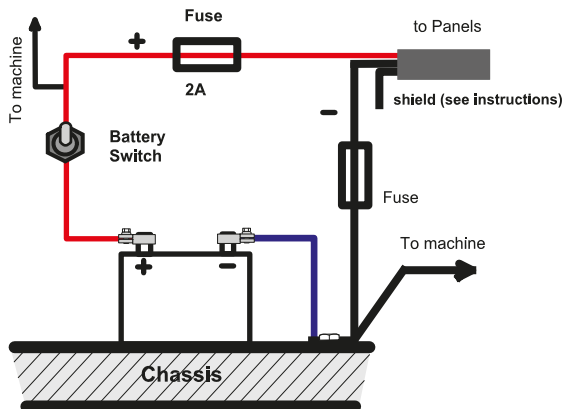 Fuse
to Panels
+
2A
To machine
shield (see instructions)
–
Battery
Switch
Fuse
To machine
+
–
Chassis